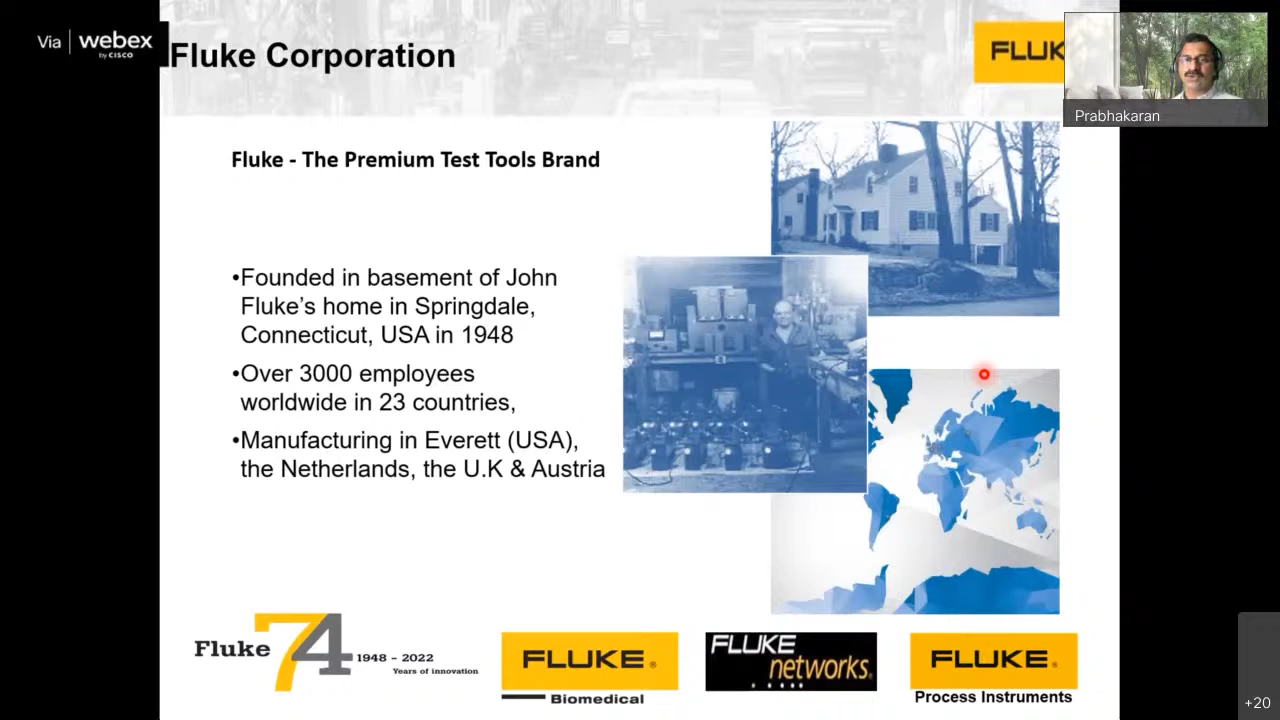 Via webex
by CISCO
Fluke Corporation
FLUK
Prabhakaran
Fluke - The Premium Test Tools Brand
•Founded in basement of John
Fluke’s home in Springdale,
Connecticut, USA in 1948
•Over 3000 employees
worldwide in 23 countries,
•Manufacturing in Everett (USA),
the Netherlands, the U.K & Austria
Fluke 74 1948 – 2022
Years of innovation
FLUKE®
Biomedical
FLUKE
networks®
FLUKE®
Process Instruments
+20